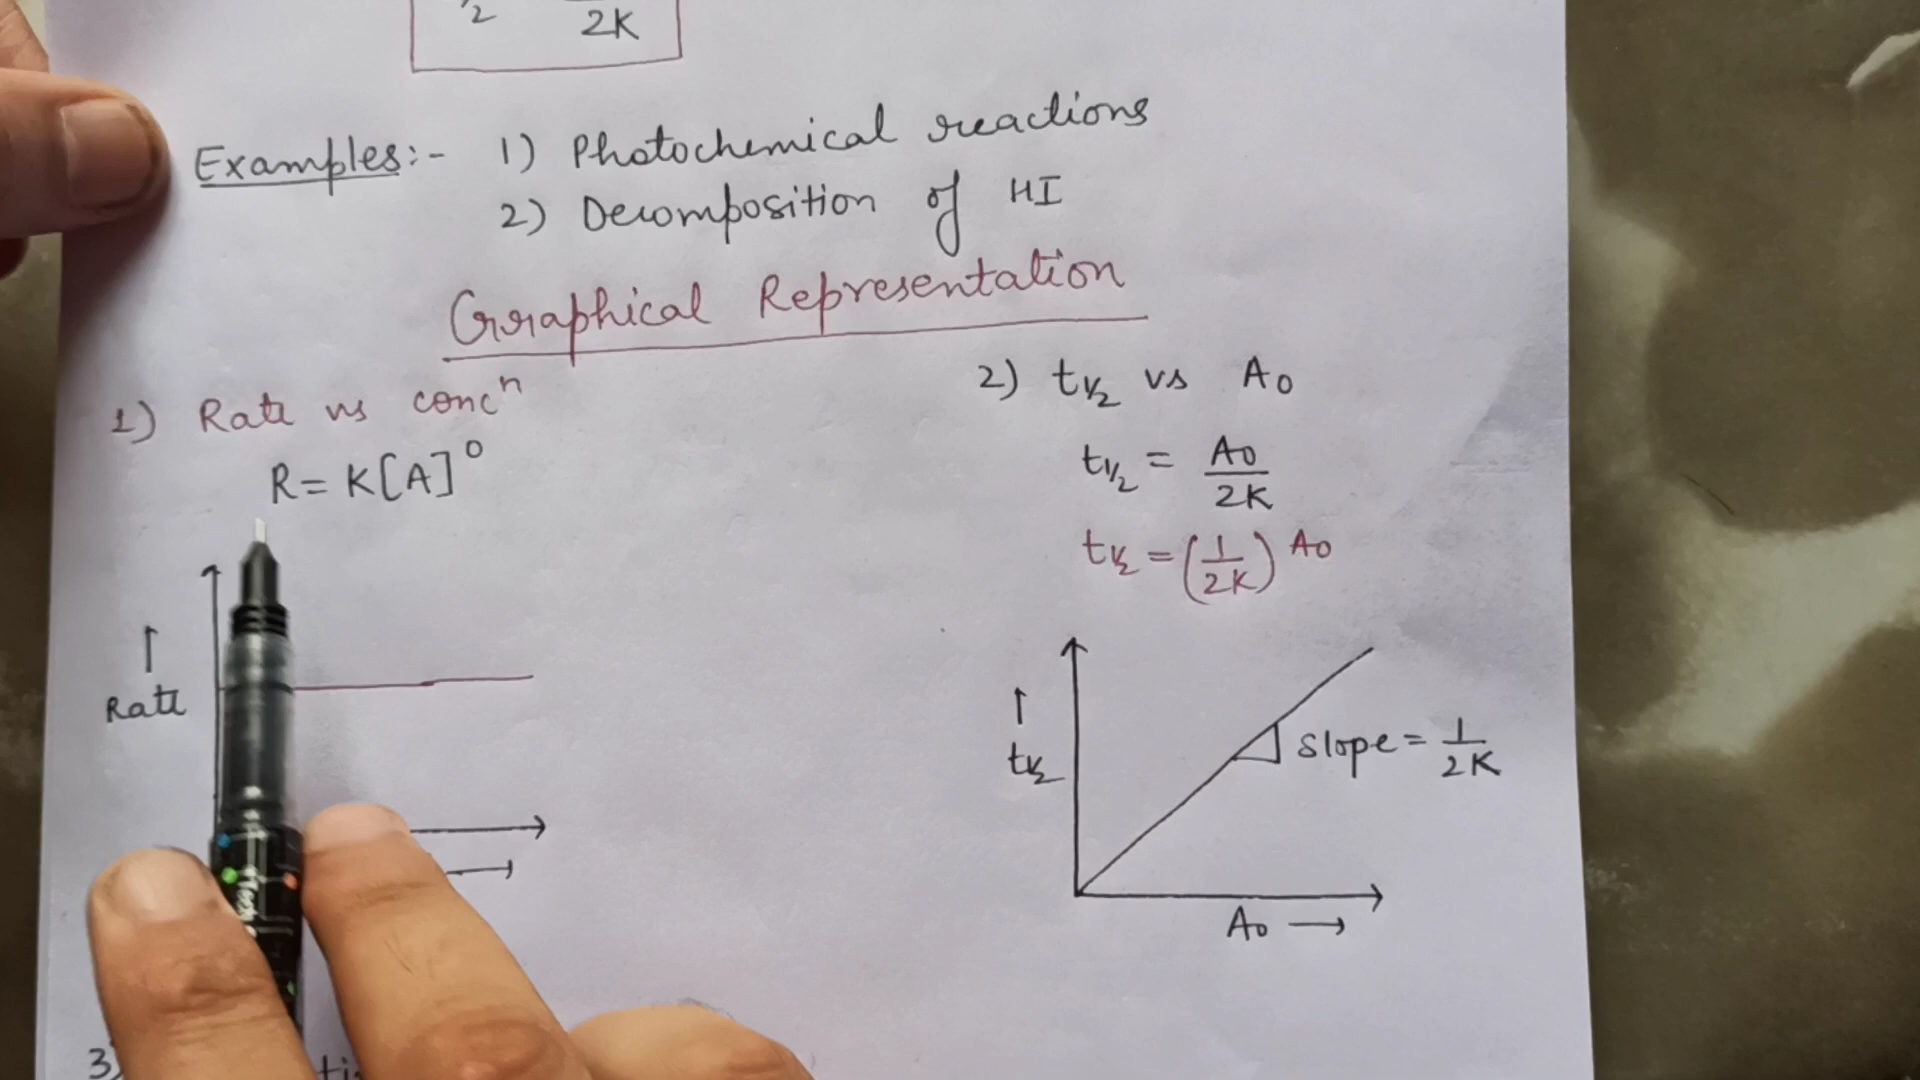 2K
Examples:- 1) Photochemical reactions
2) Decomposition of HI
Graphical Representation
1) Rate vs concⁿ
R = K[A]⁰
↑
Rate
→
2) t½ vs A₀
t½ = A₀/2K
t½ = (1/2K) A₀
↑
t½
slope = 1/2K
A₀ →
3)